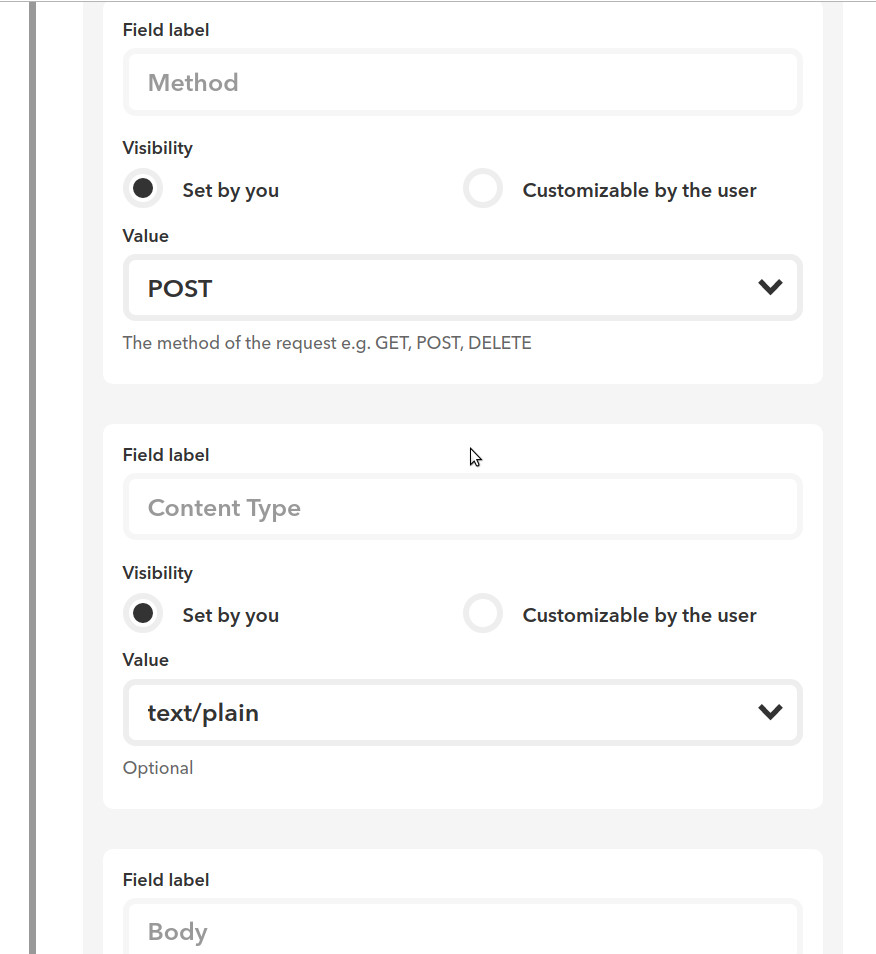 Field label
Method
Visibility
Set by you
Customizable by the user
Value
POST
The method of the request e.g. GET, POST, DELETE
Field label
Content Type
Visibility
Set by you
Customizable by the user
Value
text/plain
Optional
Field label
Body